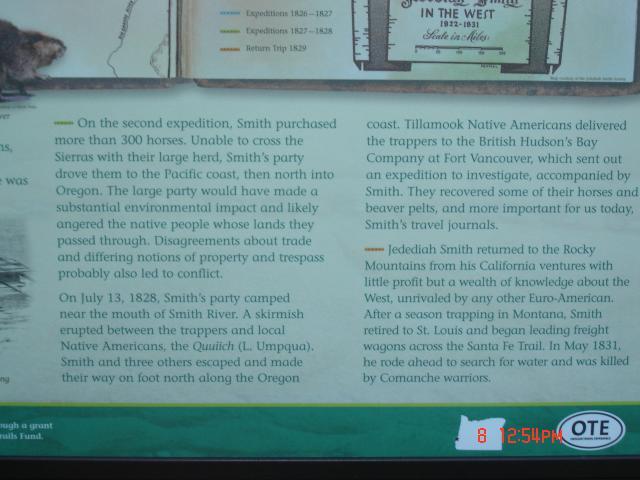 Expeditions 1826–1827
Expeditions 1827–1828
Return Trip 1829
Jedediah Smith
IN THE WEST
1822–1831
Scale in Miles
On the second expedition, Smith purchased
more than 300 horses. Unable to cross the
Sierras with their large herd, Smith's party
drove them to the Pacific coast, then north into
Oregon. The large party would have made a
substantial environmental impact and likely
angered the native people whose lands they
passed through. Disagreements about trade
and differing notions of property and trespass
probably also led to conflict.
On July 13, 1828, Smith's party camped
near the mouth of Smith River. A skirmish
erupted between the trappers and local
Native Americans, the Quuiich (L. Umpqua).
Smith and three others escaped and made
their way on foot north along the Oregon
coast. Tillamook Native Americans delivered
the trappers to the British Hudson's Bay
Company at Fort Vancouver, which sent out
an expedition to investigate, accompanied by
Smith. They recovered some of their horses and
beaver pelts, and more important for us today,
Smith's travel journals.
Jedediah Smith returned to the Rocky
Mountains from his California ventures with
little profit but a wealth of knowledge about the
West, unrivaled by any other Euro-American.
After a season trapping in Montana, Smith
retired to St. Louis and began leading freight
wagons across the Santa Fe Trail. In May 1831,
he rode ahead to search for water and was killed
by Comanche warriors.
was
ough a grant
rails Fund.
8 12:54PM
OTE